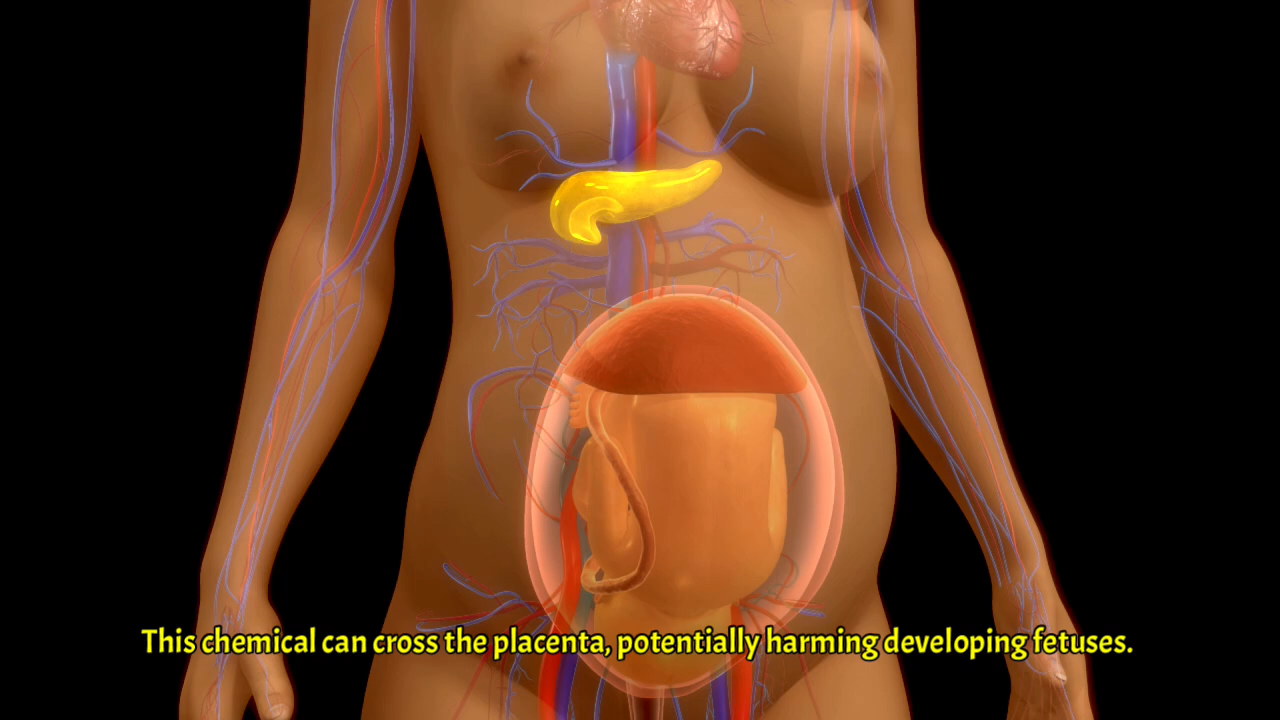 This chemical can cross the placenta, potentially harming developing fetuses.